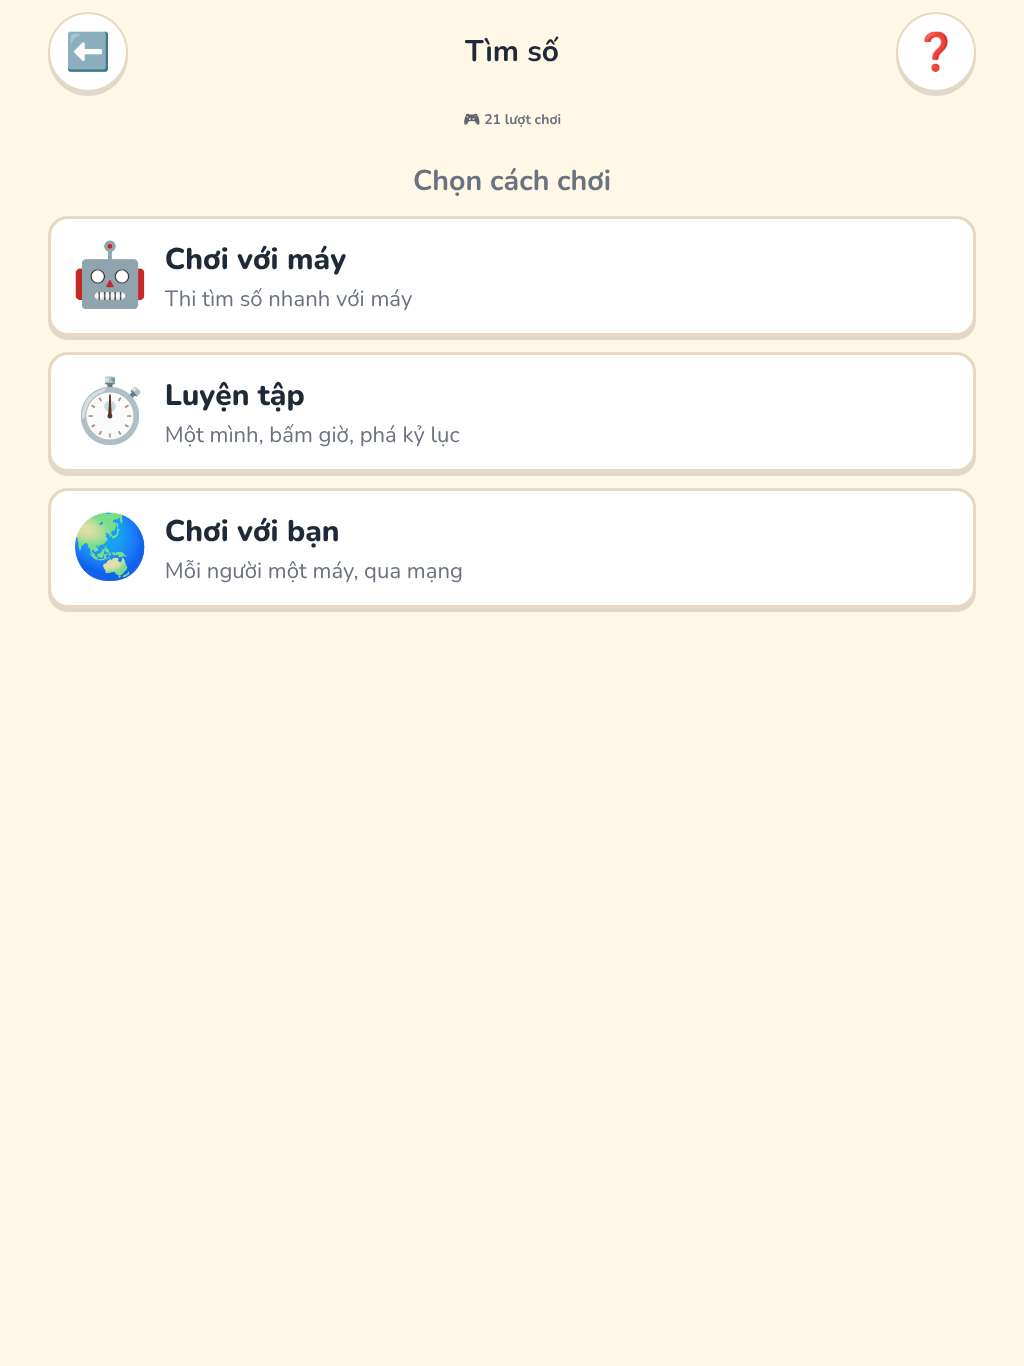 Tìm số
21 lượt chơi
Chọn cách chơi
Chơi với máy
Thi tìm số nhanh với máy
Luyện tập
Một mình, bấm giờ, phá kỷ lục
Chơi với bạn
Mỗi người một máy, qua mạng